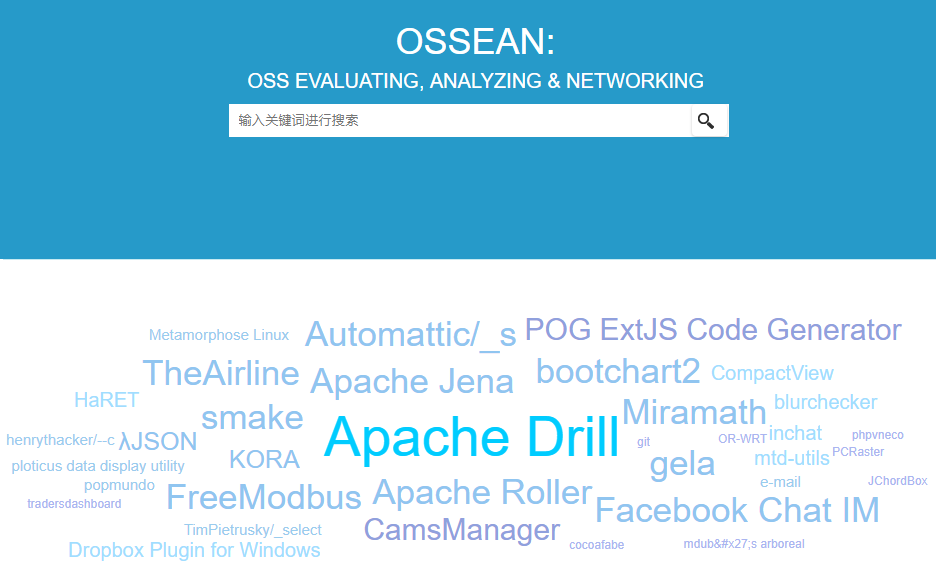 OSSEAN:
OSS EVALUATING, ANALYZING & NETWORKING
输入关键词进行搜索
Metamorphose Linux
Automattic/_s
POG ExtJS Code Generator
TheAirline
Apache Jena
bootchart2
CompactView
HaRET
smake
Miramath
blurchecker
henrythacker/--c
λJSON
Apache Drill
git
OR-WRT
inchat
phpvneco
ploticus data display utility
KORA
gela
mtd-utils
PCRaster
popmundo
e-mail
JChordBox
tradersdashboard
FreeModbus
Apache Roller
Facebook Chat IM
TimPietrusky/_select
CamsManager
Dropbox Plugin for Windows
cocoafabe
mdub&#x27;s arboreal